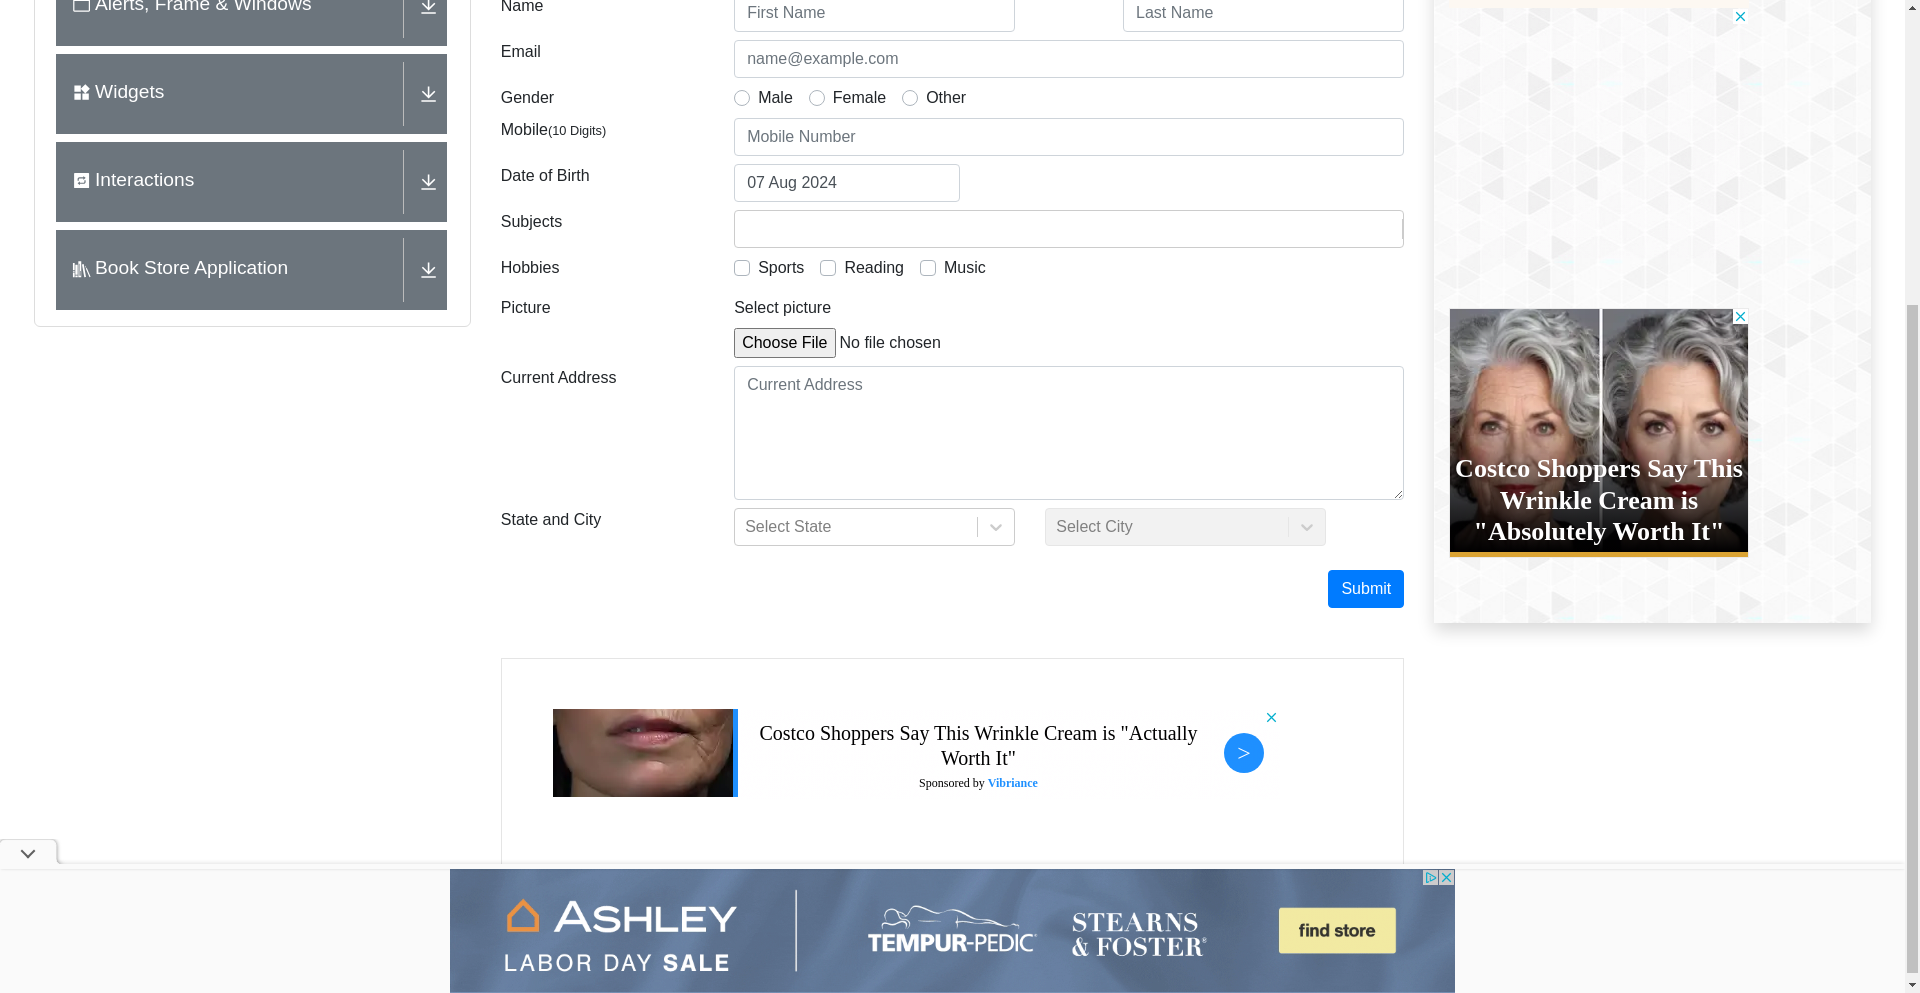 Alerts, Frame & Windows
Widgets
Interactions
Book Store Application
Name
First Name
Last Name
Email
name@example.com
Gender
Male
Female
Other
Mobile(10 Digits)
Mobile Number
Date of Birth
07 Aug 2024
Subjects
Hobbies
Sports
Reading
Music
Picture
Select picture
Choose File No file chosen
Current Address
Current Address
State and City
Select State
Select City
Submit
Costco Shoppers Say This
Wrinkle Cream is
"Absolutely Worth It"
Costco Shoppers Say This Wrinkle Cream is "Actually
Worth It"
Sponsored by Vibriance
>
ASHLEY
LABOR DAY SALE
TEMPUR-PEDIC
STEARNS
& FOSTER
find store